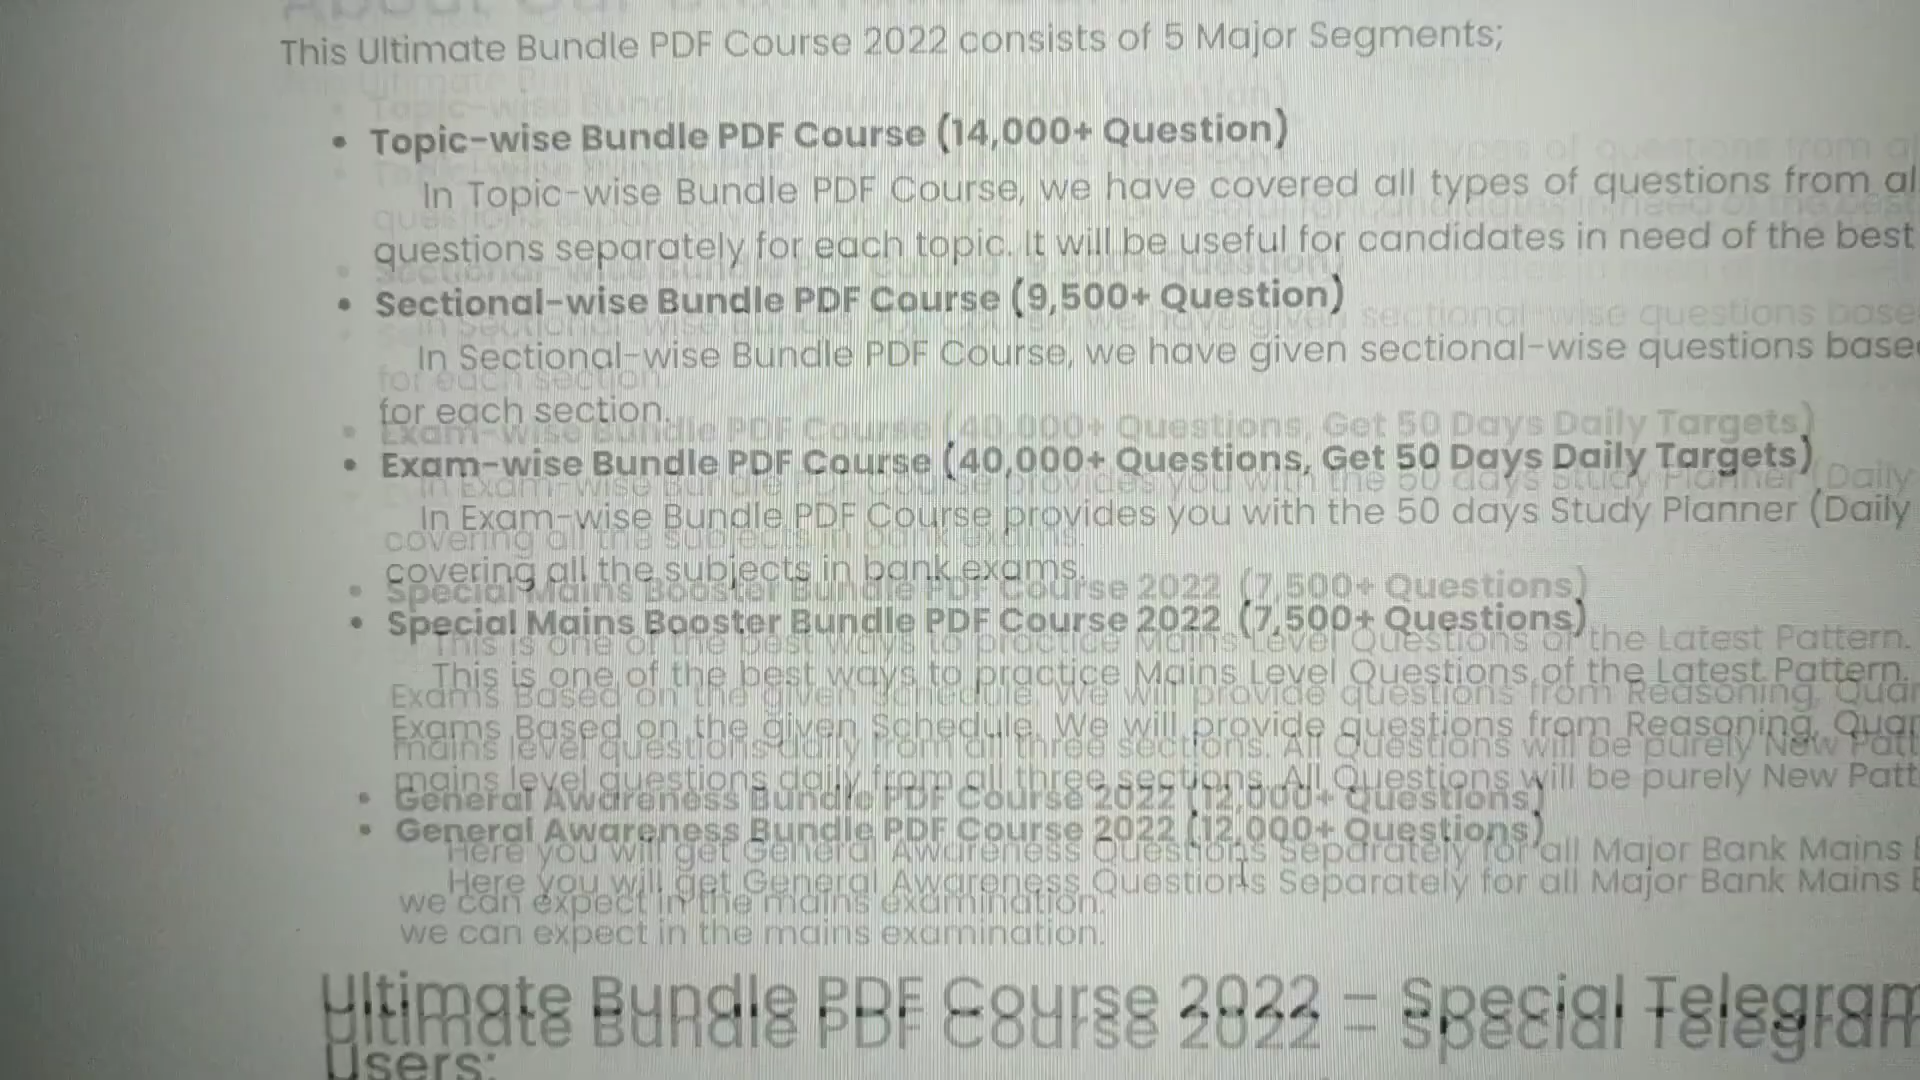 This Ultimate Bundle PDF Course 2022 consists of 5 Major Segments;
• Topic-wise Bundle PDF Course (14,000+ Question)
In Topic-wise Bundle PDF Course, we have covered all types of questions from al
questions separately for each topic. It will be useful for candidates in need of the best
• Sectional-wise Bundle PDF Course (9,500+ Question)
In Sectional-wise Bundle PDF Course, we have given sectional-wise questions base
for each section.
• Exam-wise Bundle PDF Course (40,000+ Questions, Get 50 Days Daily Targets)
In Exam-wise Bundle PDF Course provides you with the 50 days Study Planner (Daily
covering all the subjects in bank exams.
• Special Mains Booster Bundle PDF Course 2022 (7,500+ Questions)
This is one of the best ways to practice Mains Level Questions of the Latest Pattern.
Exams Based on the given Schedule. We will provide questions from Reasoning, Quan
mains level questions daily from all three sections. All Questions will be purely New Patt
• General Awareness Bundle PDF Course 2022 (12,000+ Questions)
Here you will get General Awareness Questions Separately for all Major Bank Mains E
we can expect in the mains examination.
Ultimate Bundle PDF Course 2022 – Special Telegram
Users: